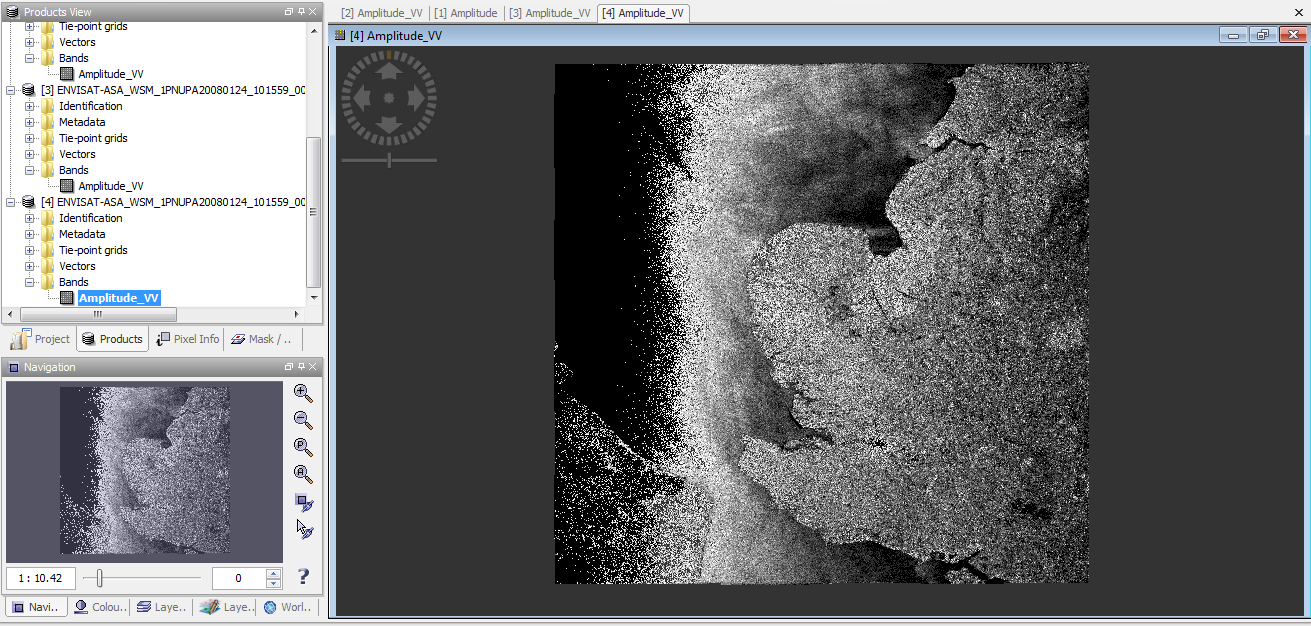 Products View
Tie-point grids
Vectors
Bands
Amplitude_VV
[3] ENVISAT-ASA_WSM_1PNUPA20080124_101559_00
Identification
Metadata
Tie-point grids
Vectors
Bands
Amplitude_VV
[4] ENVISAT-ASA_WSM_1PNUPA20080124_101559_00
Identification
Metadata
Tie-point grids
Vectors
Bands
Amplitude_VV
Project Products Pixel Info Mask / ..
Navigation
1 : 10.42 0
Navi.. Colou.. Laye.. Laye.. Worl..
[2] Amplitude_VV [1] Amplitude [3] Amplitude_VV [4] Amplitude_VV
[4] Amplitude_VV